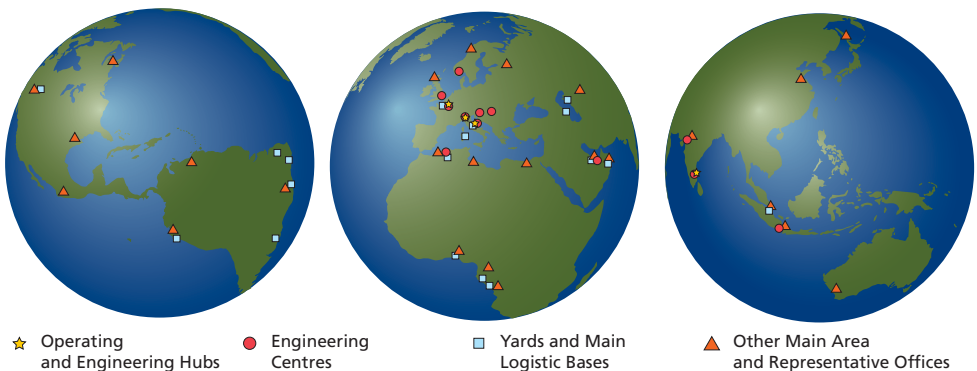 Operating
and Engineering Hubs
Engineering
Centres
Yards and Main
Logistic Bases
Other Main Area
and Representative Offices